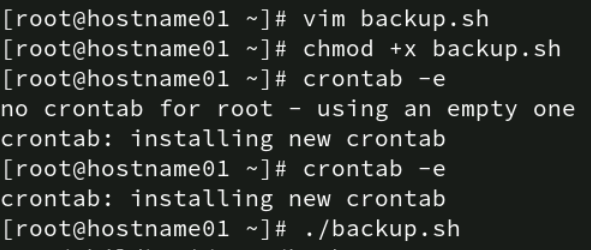 [root@hostname01 ~]# vim backup.sh
[root@hostname01 ~]# chmod +x backup.sh
[root@hostname01 ~]# crontab -e
no crontab for root - using an empty one
crontab: installing new crontab
[root@hostname01 ~]# crontab -e
crontab: installing new crontab
[root@hostname01 ~]# ./backup.sh